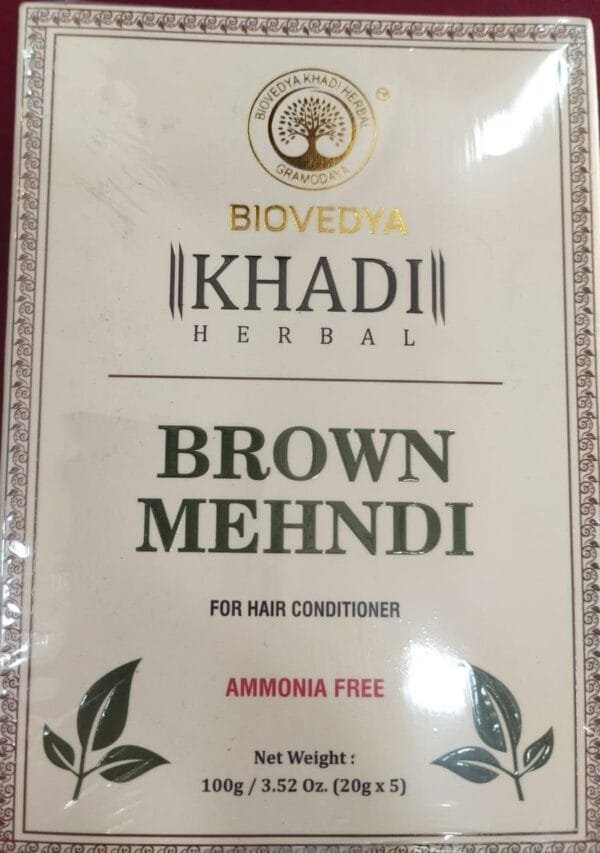 BIOVEDYA KHADI HERBAL
GRAMODAYA
BIOVEDYA
KHADI
HERBAL
BROWN
MEHNDI
FOR HAIR CONDITIONER
AMMONIA FREE
Net Weight :
100g / 3.52 Oz. (20g x 5)